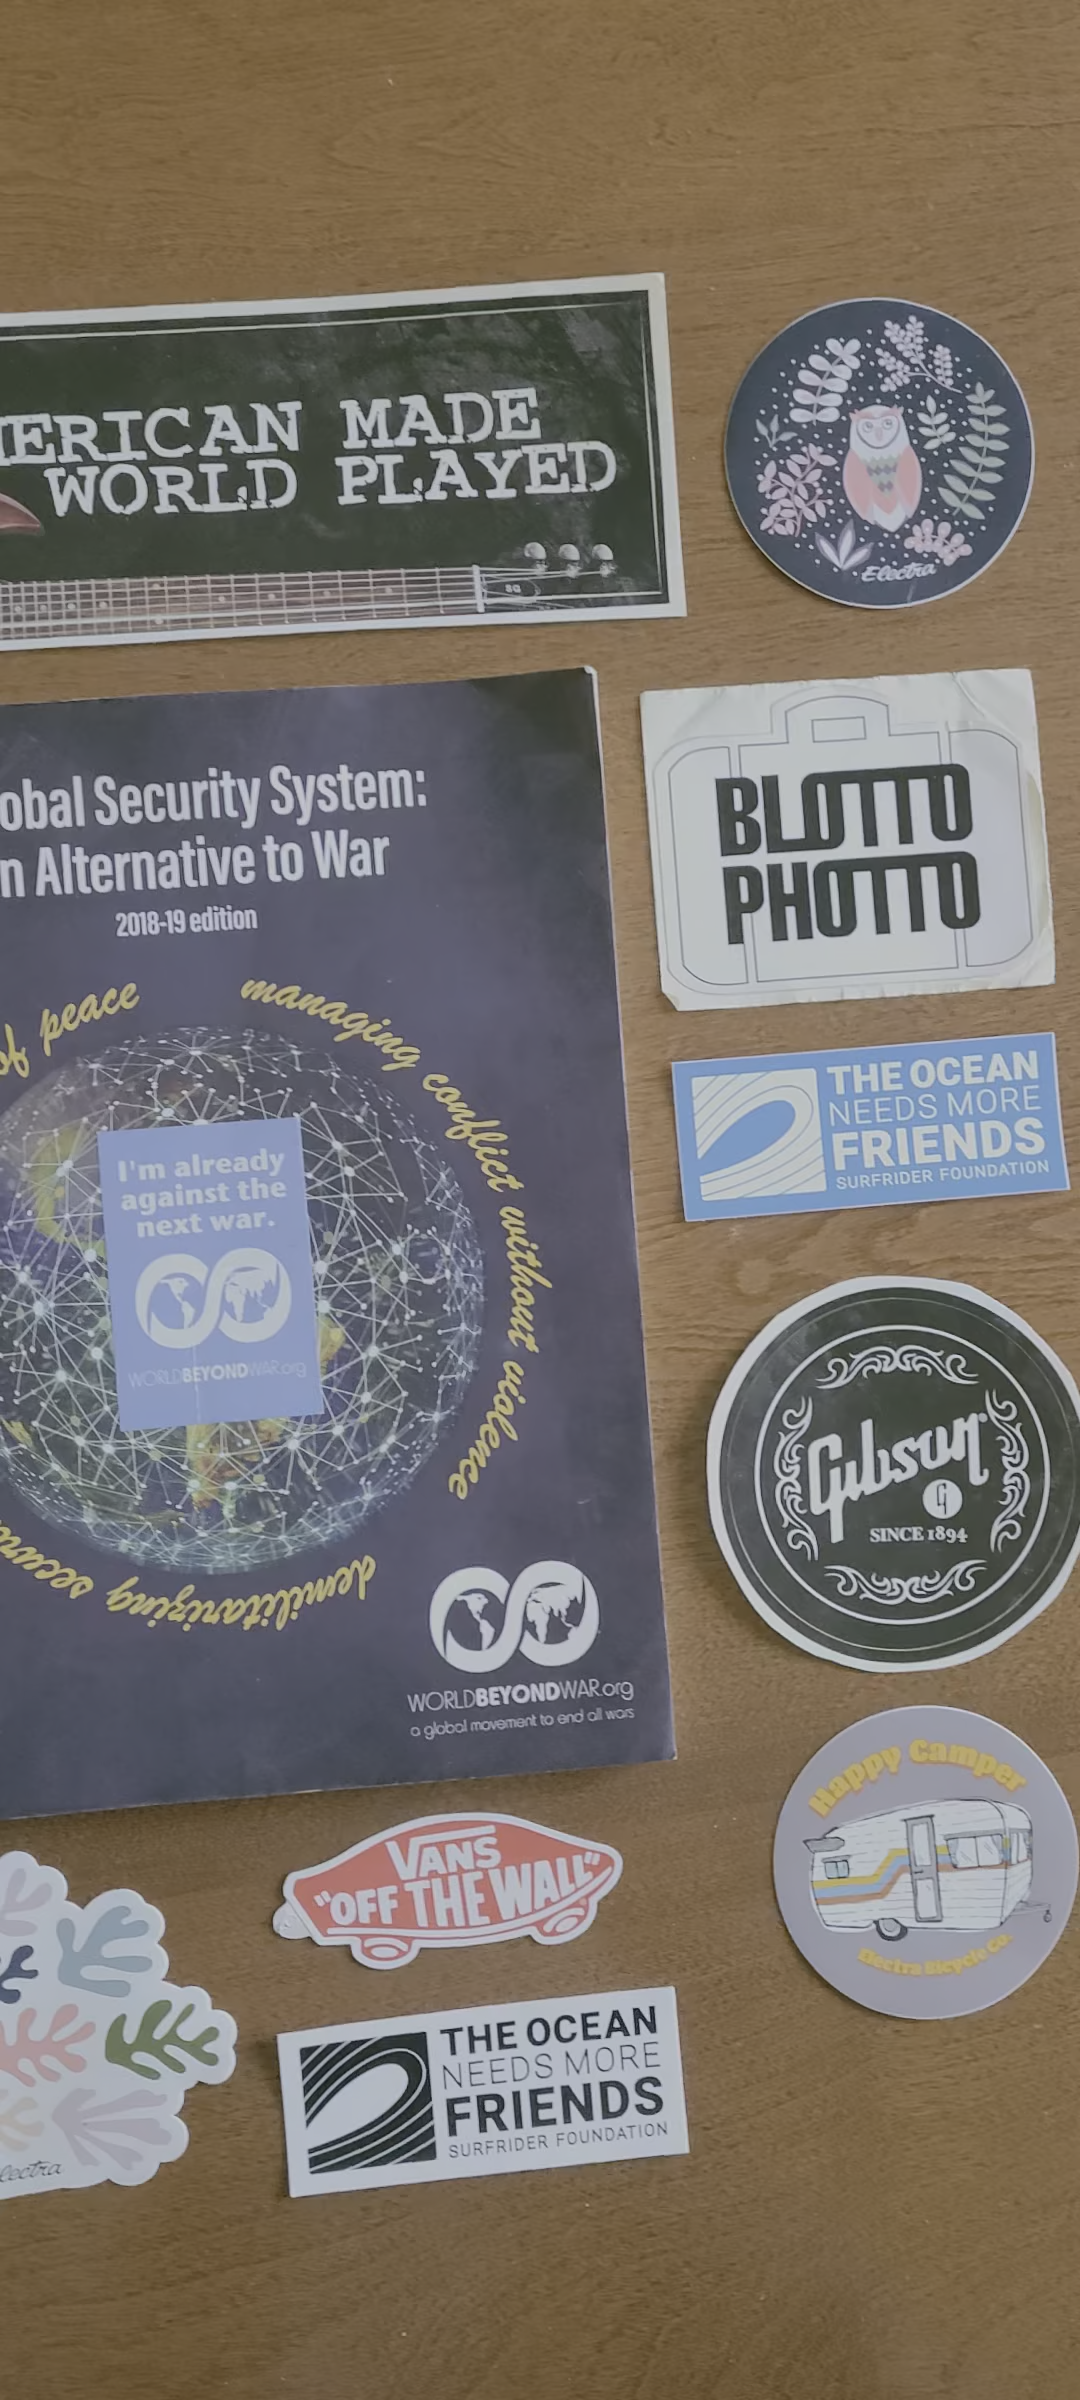 ERICAN MADE
WORLD PLAYED
SG
Electra
obal Security System:
n Alternative to War
2018-19 edition
of peace
managing conflict without violence
demilitarizing securi
I'm already
against the
next war.
WORLDBEYONDWAR.org
WORLDBEYONDWAR.org
a global movement to end all wars
BLOTTO
PHOTTO
THE OCEAN
NEEDS MORE
FRIENDS
SURFRIDER FOUNDATION
Gibson
G
SINCE 1894
Happy Camper
Electra Bicycle Co.
VANS
"OFF THE WALL"
THE OCEAN
NEEDS MORE
FRIENDS
SURFRIDER FOUNDATION
lectra